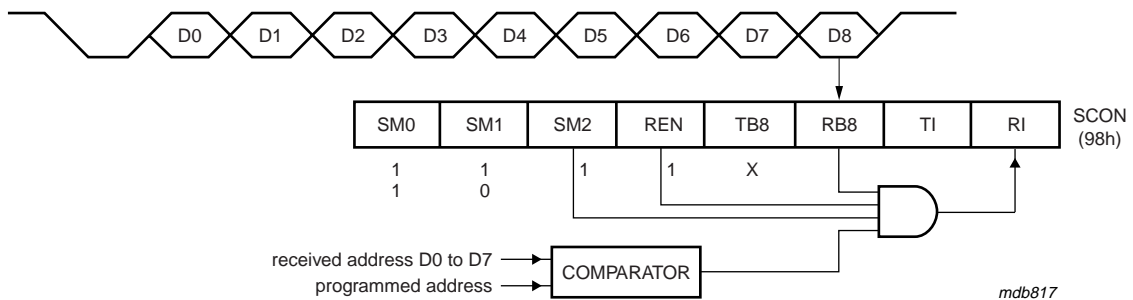 D0 D1 D2 D3 D4 D5 D6 D7 D8
SM0 SM1 SM2 REN TB8 RB8 TI RI
SCON
(98h)
1 1 1 1 X
1 0
received address D0 to D7
programmed address
COMPARATOR
mdb817